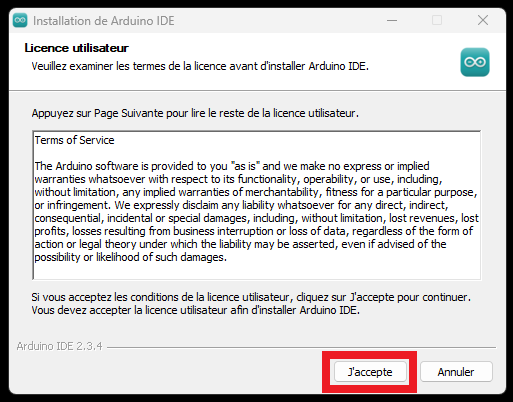 Installation de Arduino IDE
Licence utilisateur
Veuillez examiner les termes de la licence avant d'installer Arduino IDE.
Appuyez sur Page Suivante pour lire le reste de la licence utilisateur.
Terms of Service
The Arduino software is provided to you "as is" and we make no express or implied
warranties whatsoever with respect to its functionality, operability, or use, including,
without limitation, any implied warranties of merchantability, fitness for a particular purpose,
or infringement. We expressly disclaim any liability whatsoever for any direct, indirect,
consequential, incidental or special damages, including, without limitation, lost revenues, lost
profits, losses resulting from business interruption or loss of data, regardless of the form of
action or legal theory under which the liability may be asserted, even if advised of the
possibility or likelihood of such damages.
Si vous acceptez les conditions de la licence utilisateur, cliquez sur J'accepte pour continuer.
Vous devez accepter la licence utilisateur afin d'installer Arduino IDE.
Arduino IDE 2.3.4
J'accepte
Annuler